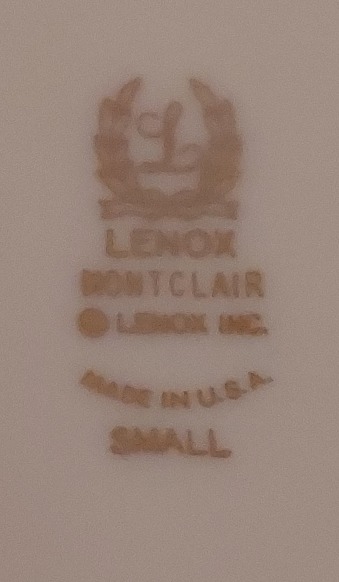 L
LENOX
MONTCLAIR
© LENOX INC.
MADE IN U.S.A.
SMALL